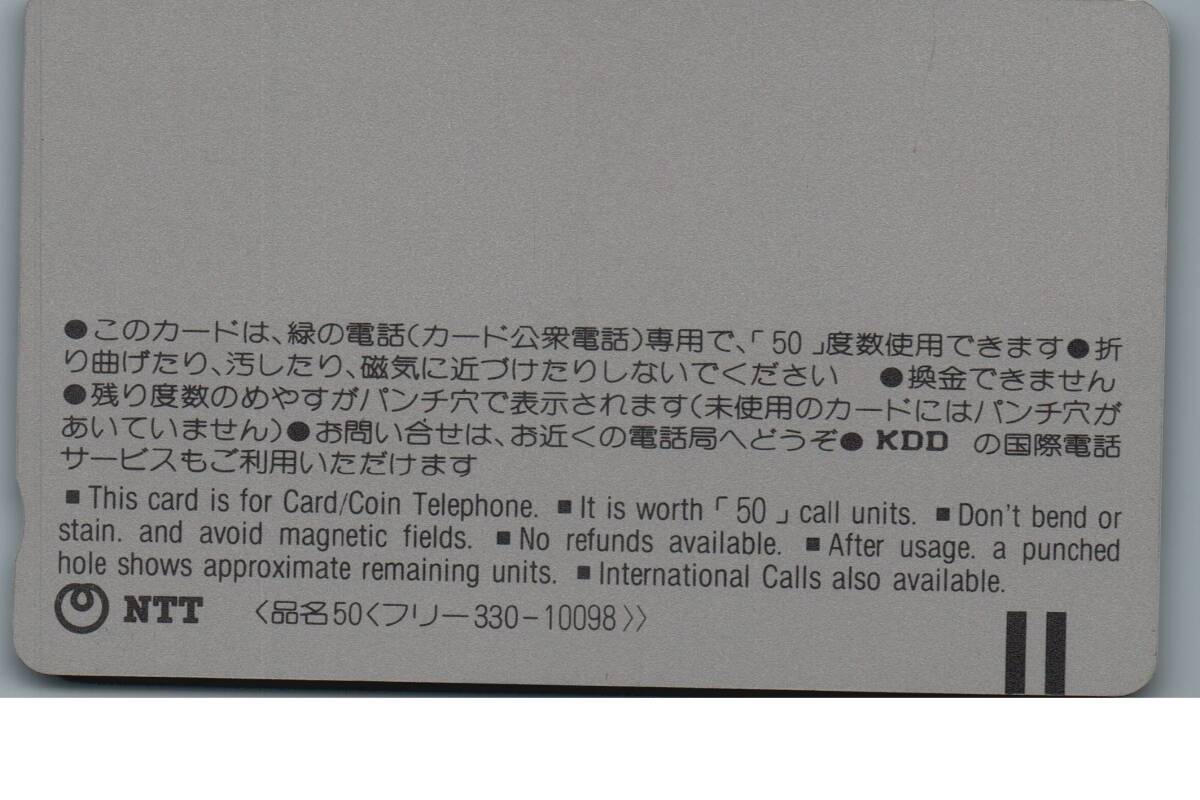 ●このカードは、緑の電話(カード公衆電話)専用で、「50」度数使用できます●折
り曲げたり、汚したり、磁気に近づけたりしないでください ●換金できません
●残り度数のめやすがパンチ穴で表示されます(未使用のカードにはパンチ穴が
あいていません)●お問い合せは、お近くの電話局へどうぞ● KDD の国際電話
サービスもご利用いただけます
■This card is for Card/Coin Telephone. ■It is worth「50」call units. ■Don't bend or
stain. and avoid magnetic fields. ■No refunds available. ■After usage. a punched
hole shows approximate remaining units. ■International Calls also available.
NTT 〈品名50〈フリー330-10098〉〉